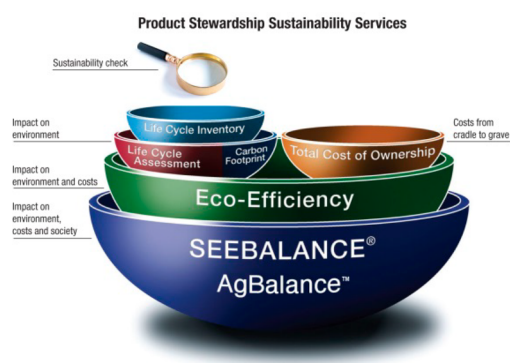 Product Stewardship Sustainability Services
Sustainability check
Impact on
environment
Life Cycle Inventory
Costs from
cradle to grave
Life Cycle
Assessment
Carbon
Footprint
Total Cost of Ownership
Impact on
environment and costs
Eco-Efficiency
Impact on
environment,
costs and society
SEEBALANCE®
AgBalance™